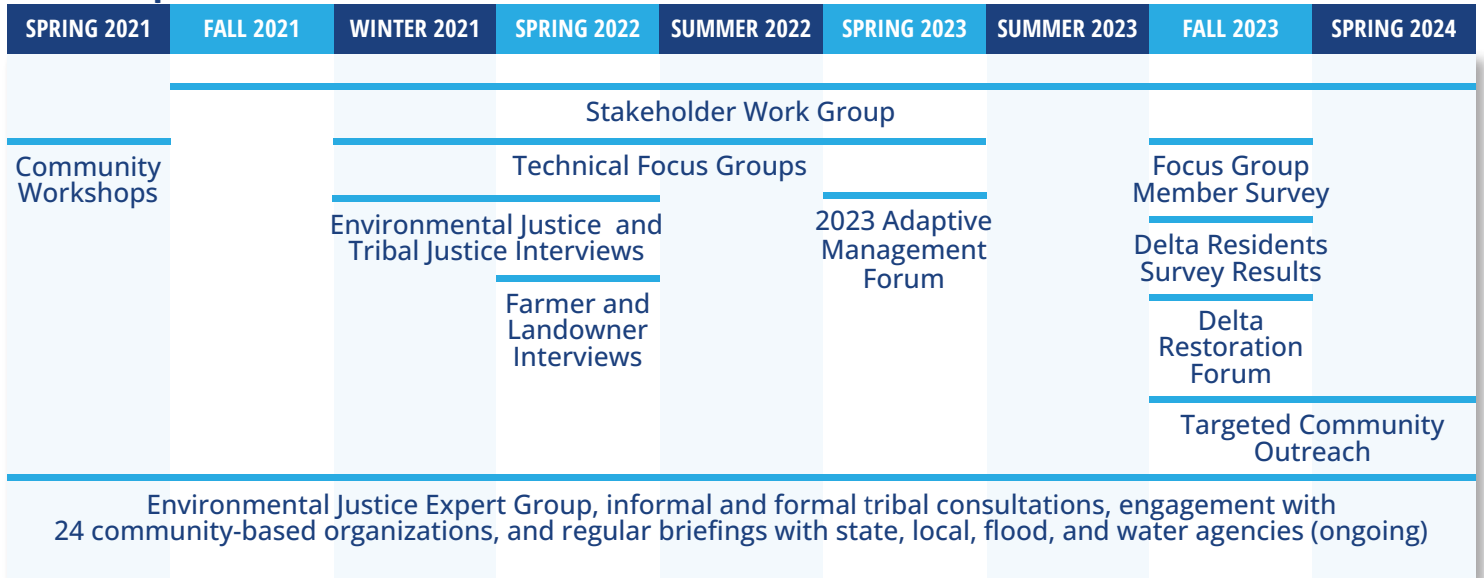 SPRING 2021
FALL 2021
WINTER 2021
SPRING 2022
SUMMER 2022
SPRING 2023
SUMMER 2023
FALL 2023
SPRING 2024
Stakeholder Work Group
Community
Workshops
Technical Focus Groups
Focus Group
Member Survey
Environmental Justice and
Tribal Justice Interviews
2023 Adaptive
Management
Forum
Delta Residents
Survey Results
Farmer and
Landowner
Interviews
Delta
Restoration
Forum
Targeted Community
Outreach
Environmental Justice Expert Group, informal and formal tribal consultations, engagement with
24 community-based organizations, and regular briefings with state, local, flood, and water agencies (ongoing)